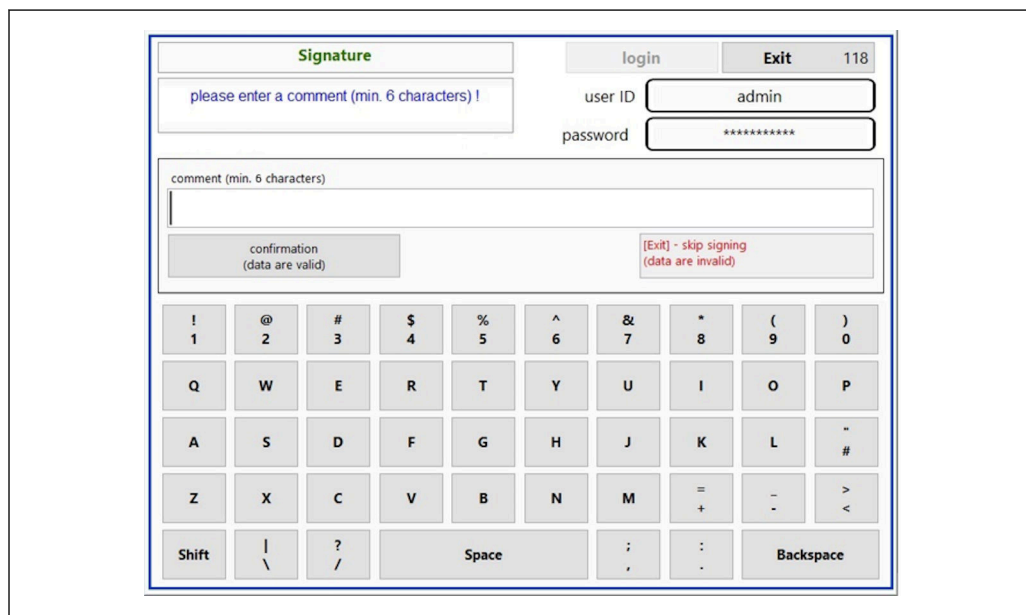 Signature
login
Exit 118
please enter a comment (min. 6 characters) !
user ID admin
password ***********
comment (min. 6 characters)
confirmation
(data are valid)
[Exit] - skip signing
(data are invalid)
! @ # $ % ^ & * ( )
1 2 3 4 5 6 7 8 9 0
Q W E R T Y U I O P
A S D F G H J K L "
#
Z X C V B N M = _ >
+ - <
Shift | ? Space ; : Backspace
\ / , .